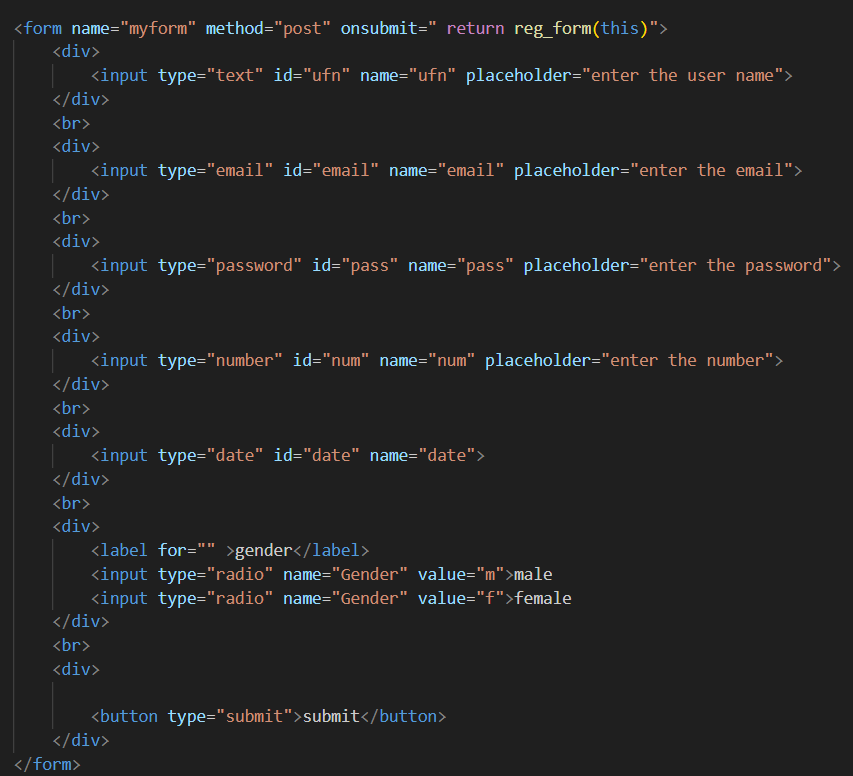 <form name="myform" method="post" onsubmit=" return reg_form(this)">
    <div>
        <input type="text" id="ufn" name="ufn" placeholder="enter the user name">
    </div>
    <br>
    <div>
        <input type="email" id="email" name="email" placeholder="enter the email">
    </div>
    <br>
    <div>
        <input type="password" id="pass" name="pass" placeholder="enter the password">
    </div>
    <br>
    <div>
        <input type="number" id="num" name="num" placeholder="enter the number">
    </div>
    <br>
    <div>
        <input type="date" id="date" name="date">
    </div>
    <br>
    <div>
        <label for="" >gender</label>
        <input type="radio" name="Gender" value="m">male
        <input type="radio" name="Gender" value="f">female
    </div>
    <br>
    <div>

        <button type="submit">submit</button>
    </div>
</form>